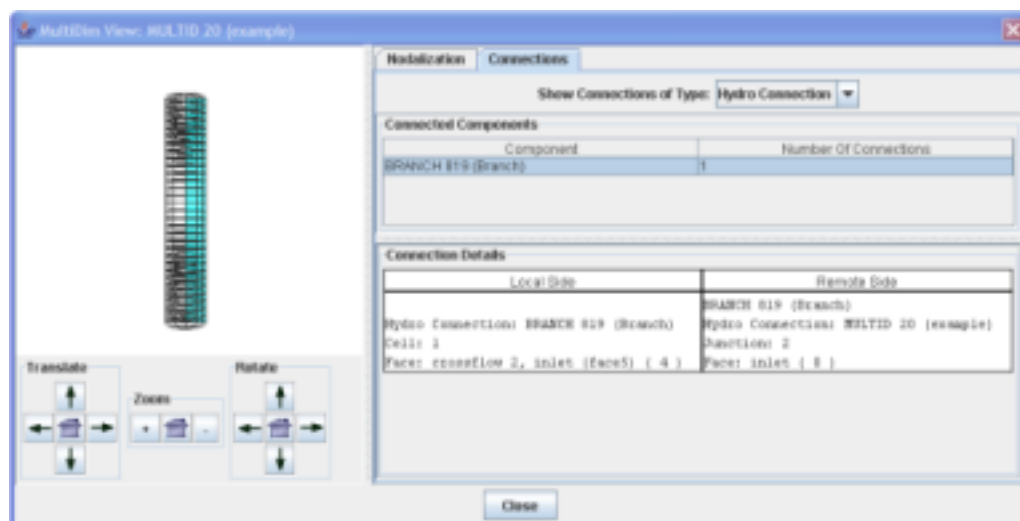 MultiDim View: MULTID 20 (example)
Nodalization Connections
Show Connections of Type: Hydro Connection
Connected Components
Component Number Of Connections
BRANCH 819 (Branch) 1
Connection Details
Local Side Remote Side
BRANCH 819 (Branch)
Hydro Connection: BRANCH 819 (Branch) Hydro Connection: MULTID 20 (example)
Cell: 1 Junction: 2
Face: crossflow 2, inlet (face5) ( 4 ) Face: inlet ( 0 )
Translate Rotate
Zoom
+ -
Close